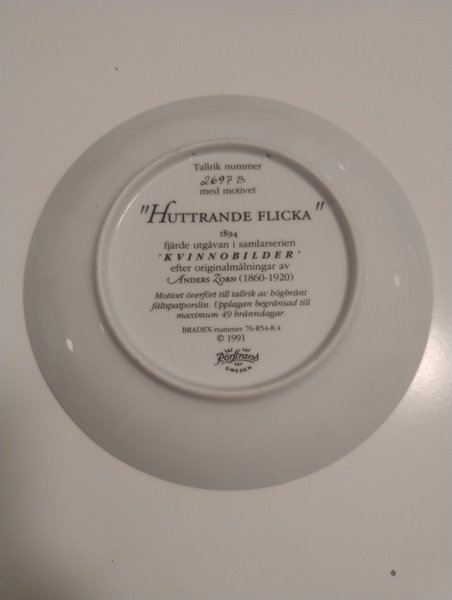 Tallrik nummer
2697 B
med motivet
"HUTTRANDE FLICKA"
1894
fjärde utgåvan i samlarserien
'KVINNOBILDER'
efter originalmålningar av
ANDERS ZORN (1860-1920)
Motivet överfört till tallrik av högbränt
fältspatporslin. Upplagan begränsad till
maximum 49 bränndagar.
BRADEX-nummer 76-R54-8.4
© 1991
Rörstrand
SWEDEN